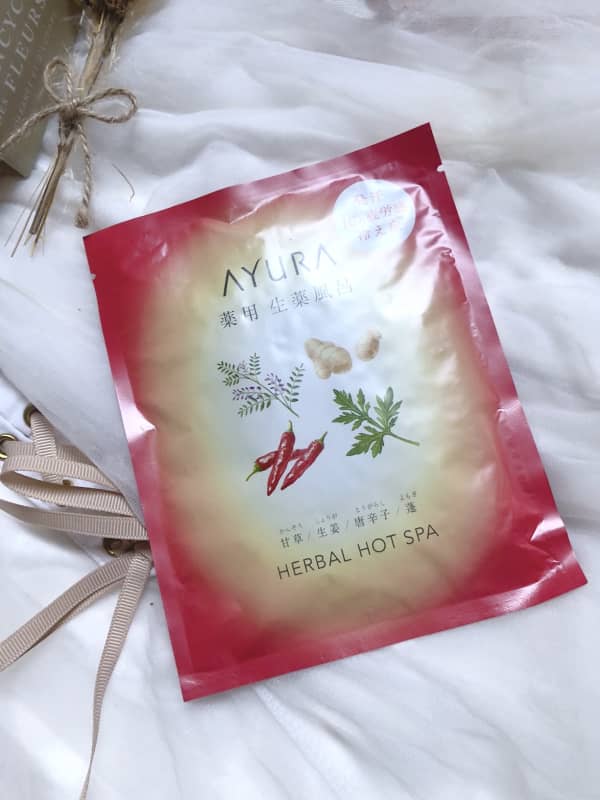 FLEURS
AYURA
薬用 生薬風呂
かんぞう しょうが とうがらし よもぎ
甘草/生姜/唐辛子/蓬
HERBAL HOT SPA